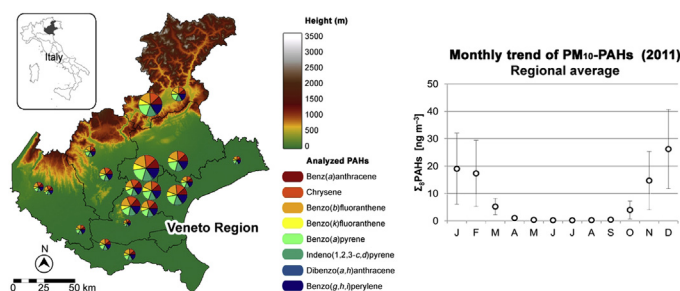 Italy
Height (m)
3500
3000
2500
2000
1500
1000
500
0
Analyzed PAHs
Benz(a)anthracene
Chrysene
Benzo(b)fluoranthene
Benzo(k)fluoranthene
Benzo(a)pyrene
Indeno(1,2,3-c,d)pyrene
Dibenzo(a,h)anthracene
Benzo(g,h,i)perylene
Veneto Region
N
0 25 50 km
Monthly trend of PM₁₀-PAHs (2011)
Regional average
Σ₈PAHs [ng m⁻³]
50
40
30
20
10
0
J F M A M J J A S O N D